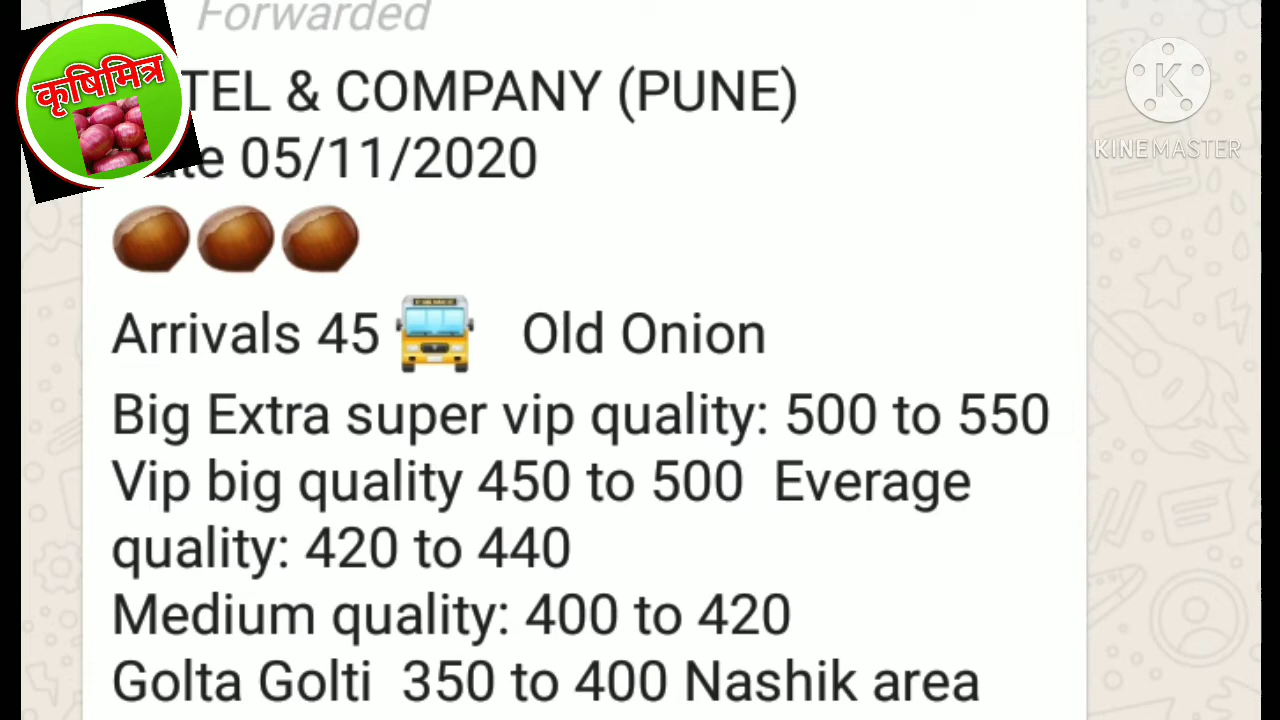 Forwarded
कृषिमित्र
TEL & COMPANY (PUNE)
05/11/2020
Arrivals 45 Old Onion
Big Extra super vip quality: 500 to 550
Vip big quality 450 to 500 Everage
quality: 420 to 440
Medium quality: 400 to 420
Golta Golti 350 to 400 Nashik area
K
KINEMASTER